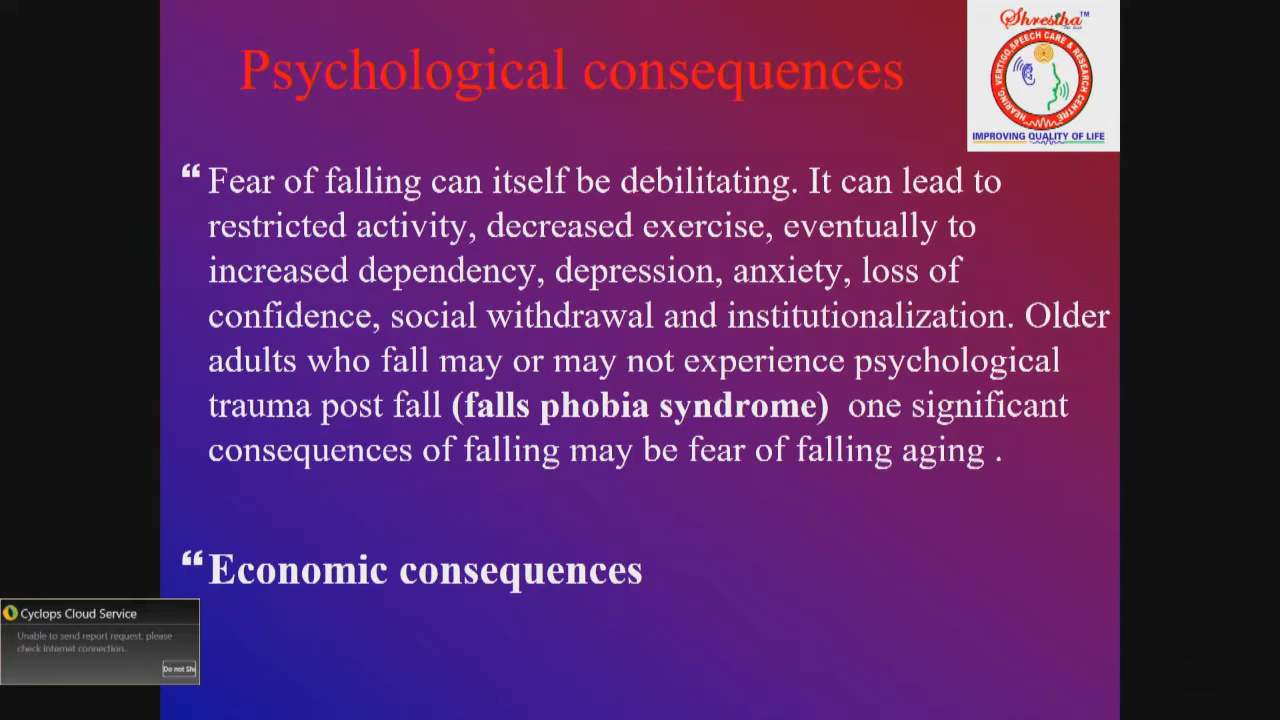 Psychological consequences
Shrestha™
HEARING, VERTIGO, SPEECH CARE & RESEARCH CENTRE
IMPROVING QUALITY OF LIFE
“ Fear of falling can itself be debilitating. It can lead to
restricted activity, decreased exercise, eventually to
increased dependency, depression, anxiety, loss of
confidence, social withdrawal and institutionalization. Older
adults who fall may or may not experience psychological
trauma post fall (falls phobia syndrome) one significant
consequences of falling may be fear of falling aging .
“ Economic consequences
Cyclops Cloud Service
Unable to send report request, please
check internet connection.
Do not Sh